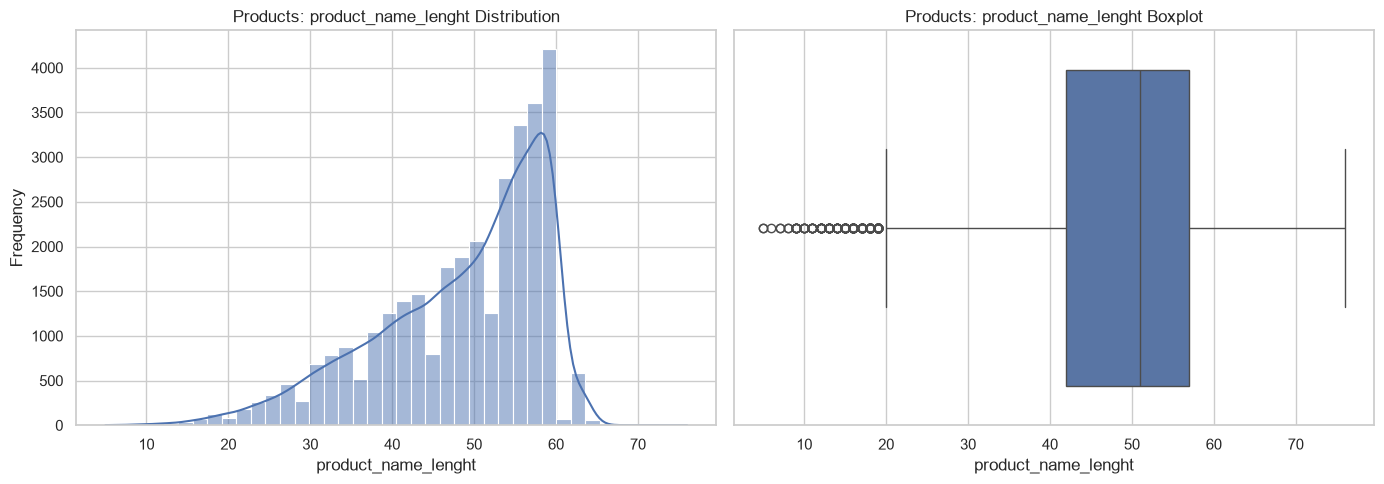 Products: product_name_lenght Distribution
Frequency
4000
3500
3000
2500
2000
1500
1000
500
0
10 20 30 40 50 60 70
product_name_lenght
Products: product_name_lenght Boxplot
10 20 30 40 50 60 70
product_name_lenght